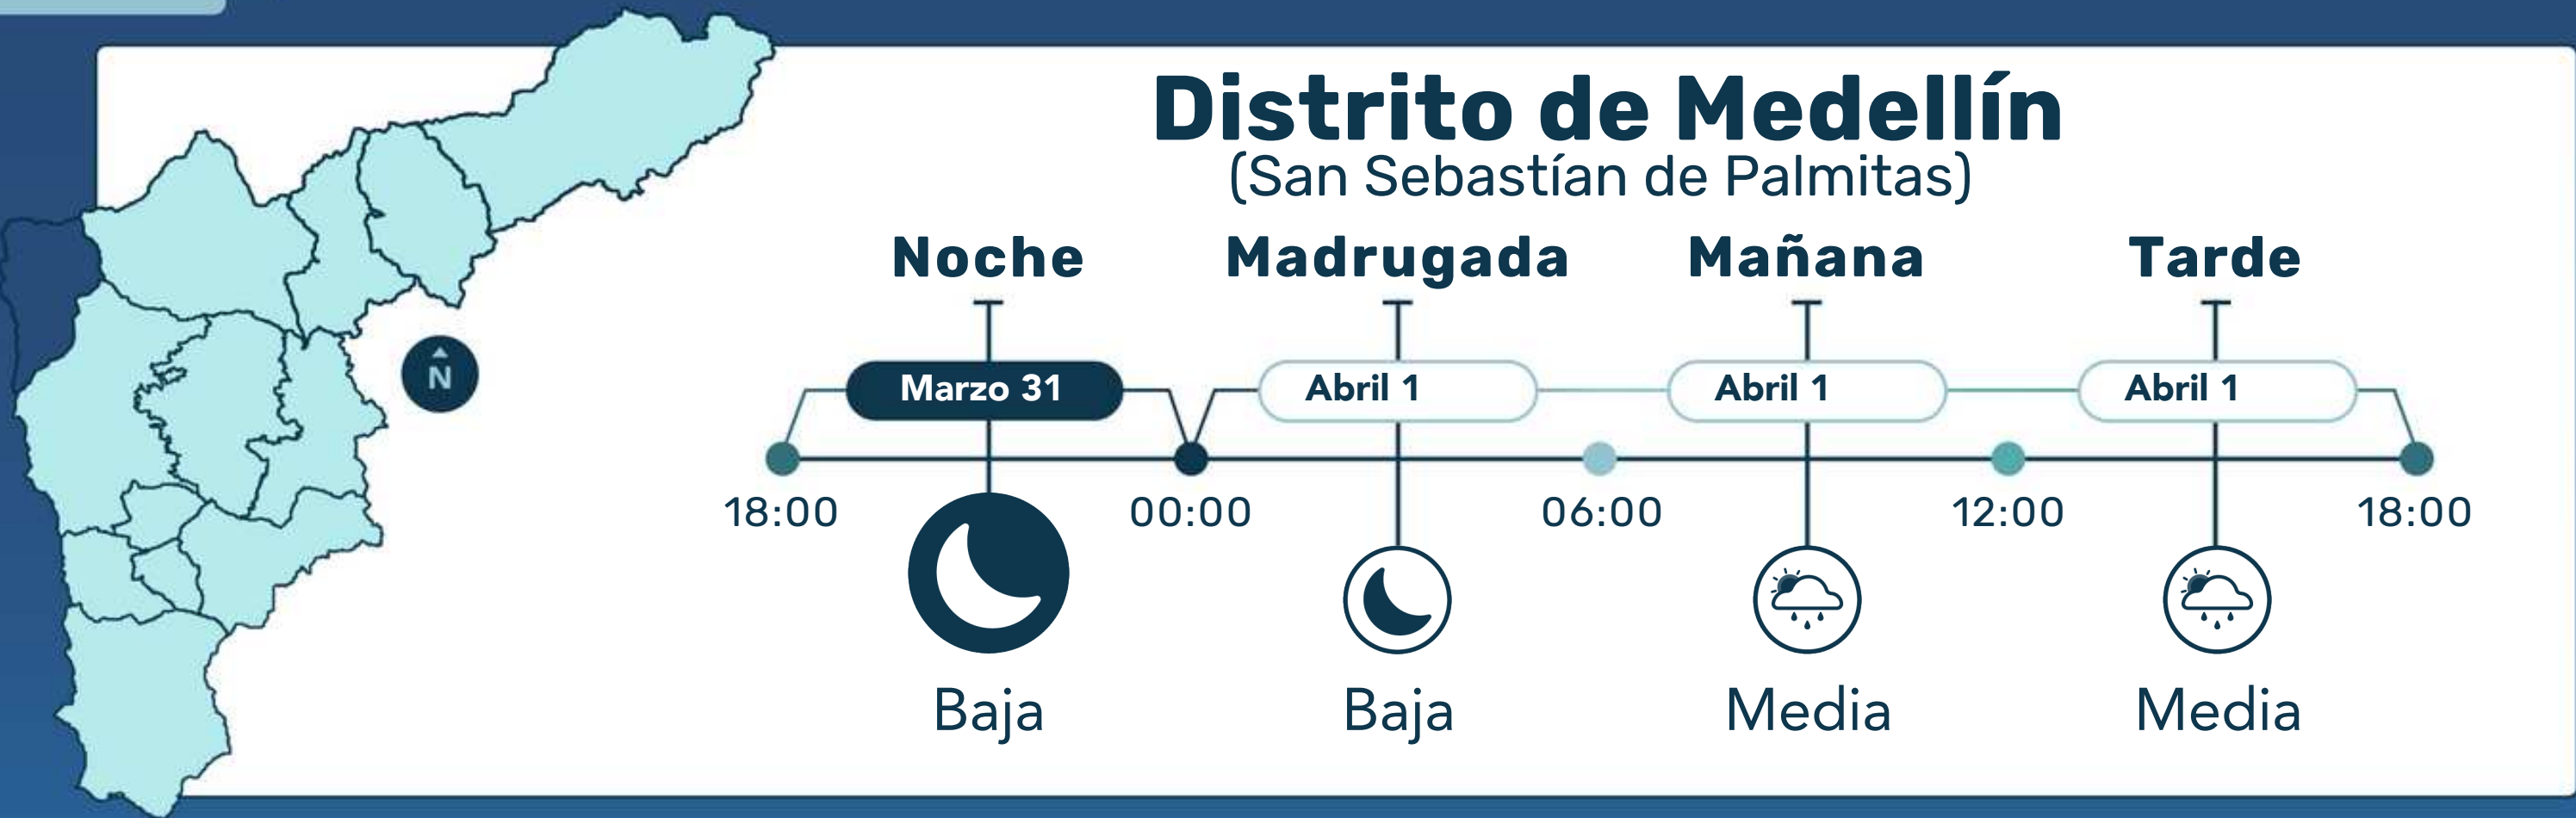 Distrito de Medellín
(San Sebastían de Palmitas)
Noche Madrugada Mañana Tarde
Marzo 31 Abril 1 Abril 1 Abril 1
N
18:00 00:00 06:00 12:00 18:00
Baja Baja Media Media